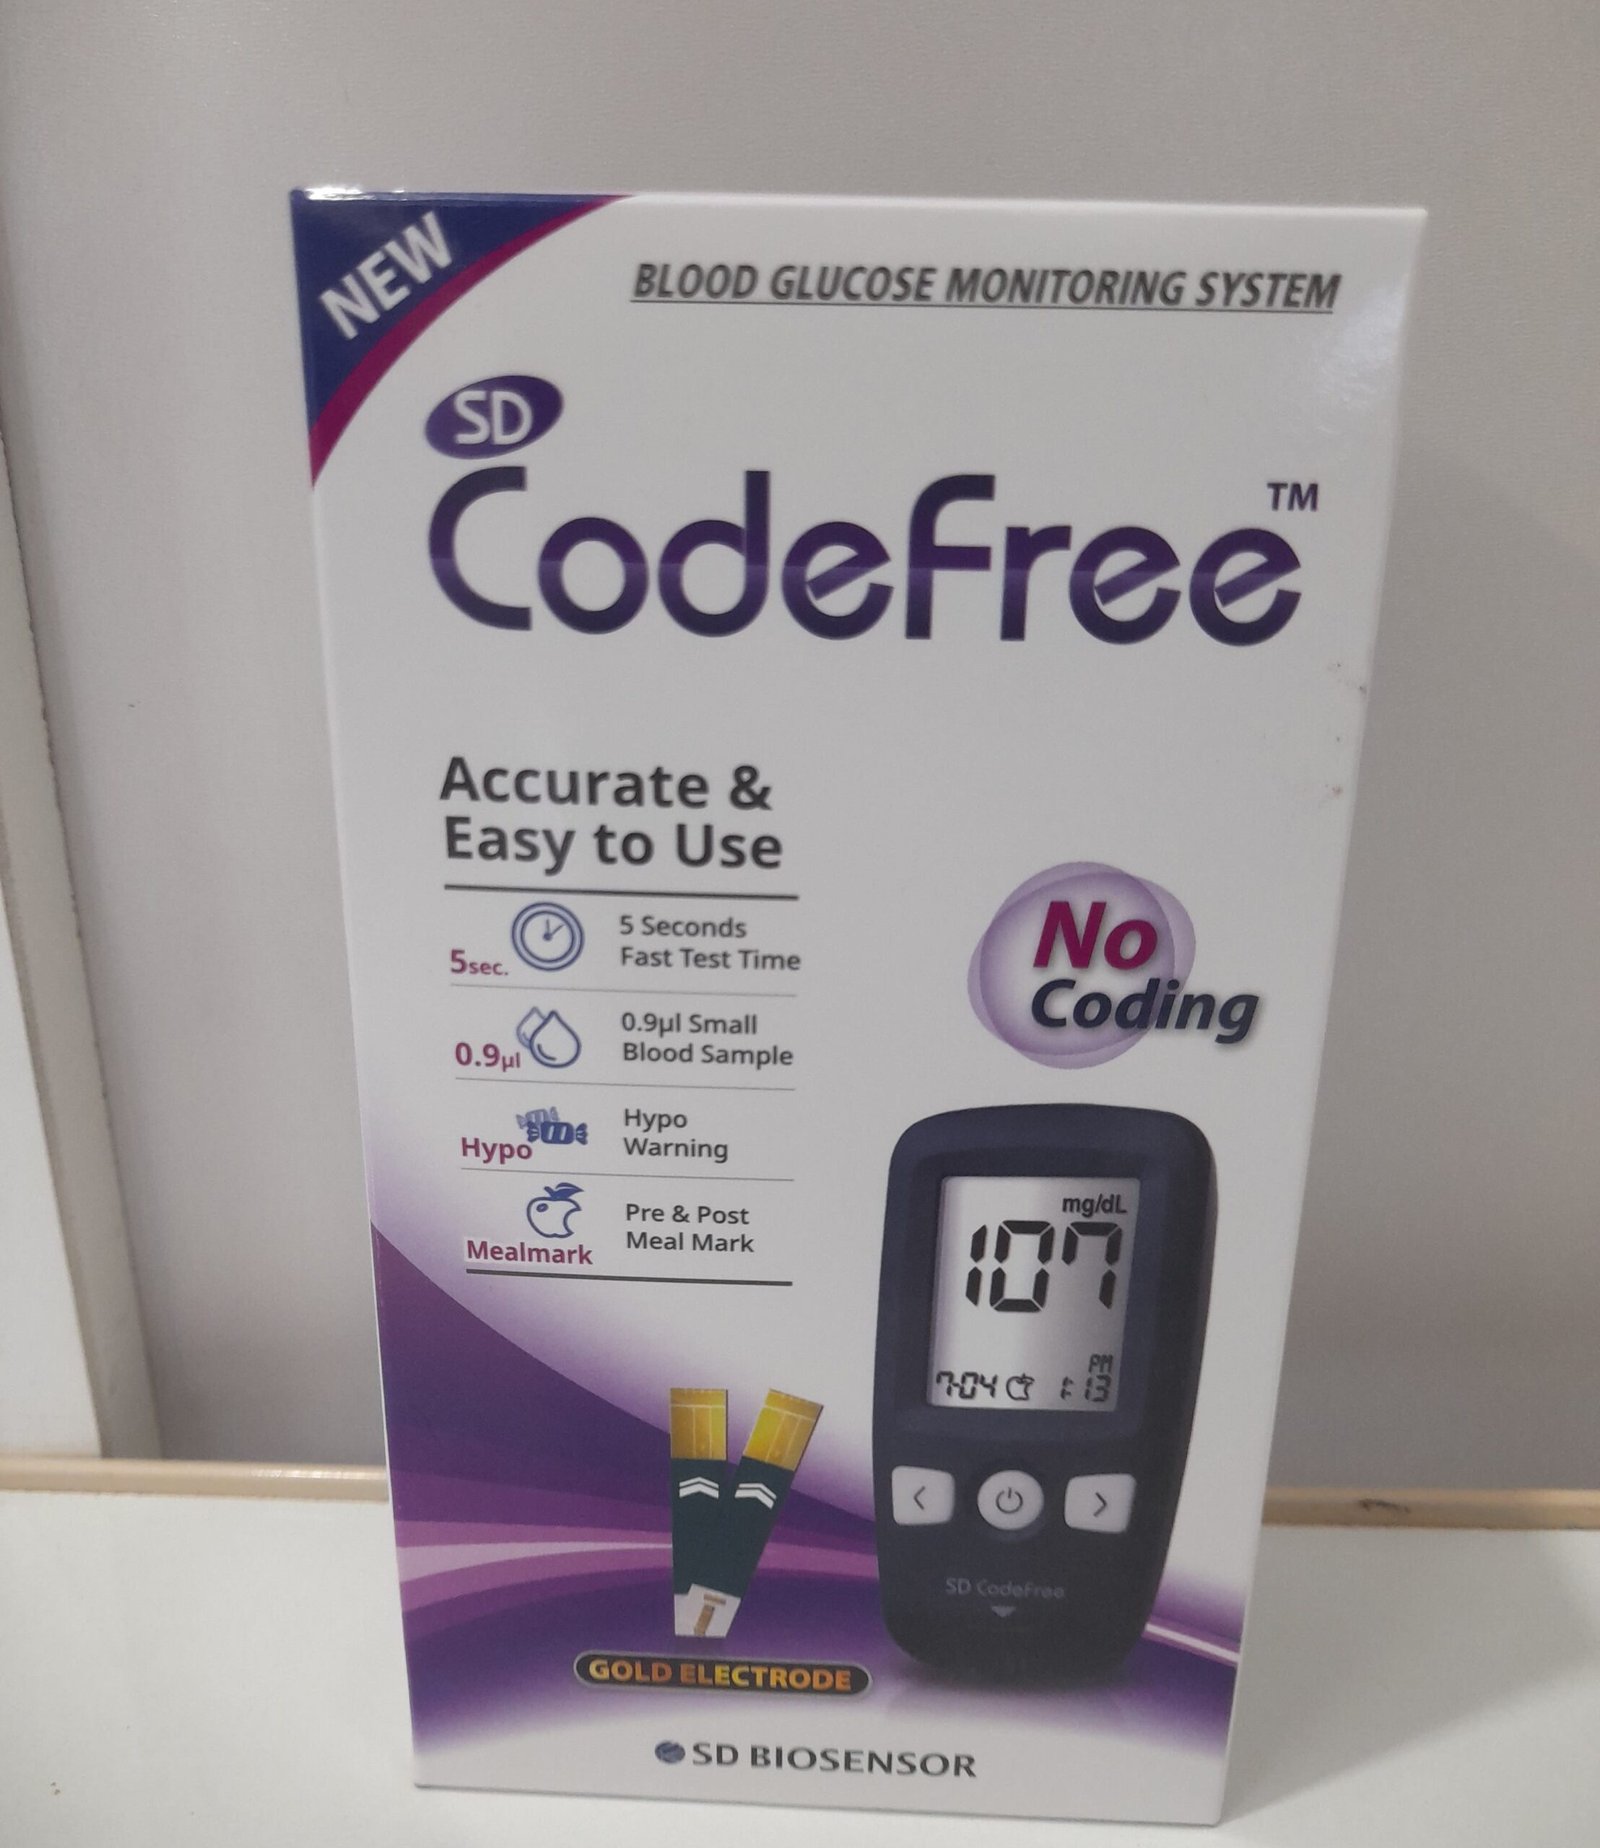 NEW
BLOOD GLUCOSE MONITORING SYSTEM
SD
CodeFree™
Accurate &
Easy to Use
5sec.
5 Seconds
Fast Test Time
0.9µl
0.9µl Small
Blood Sample
Hypo
Hypo
Warning
Mealmark
Pre & Post
Meal Mark
No
Coding
mg/dL
107
PM
7-04 1:13
SD CodeFree
GOLD ELECTRODE
SD BIOSENSOR